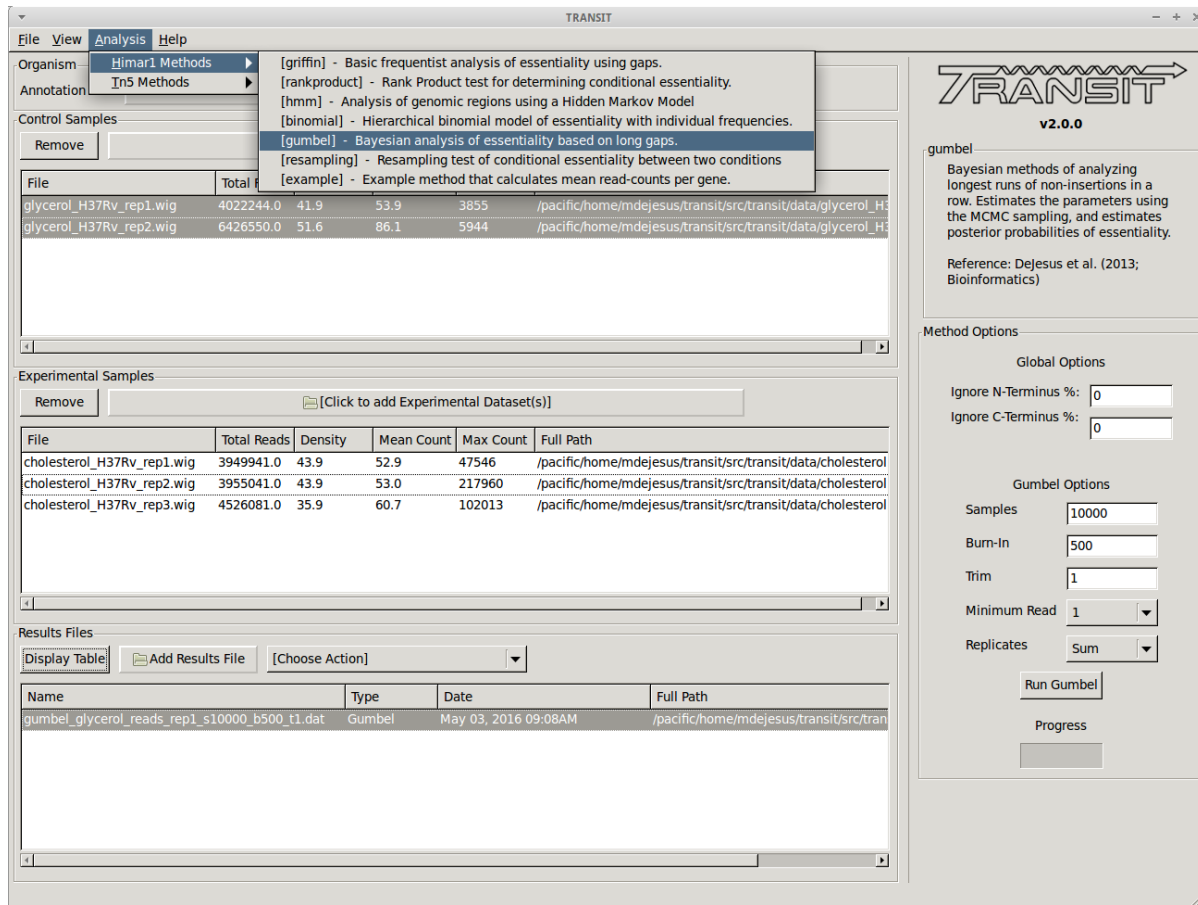 TRANSIT
File View Analysis Help
Himar1 Methods
Tn5 Methods
[griffin] - Basic frequentist analysis of essentiality using gaps.
[rankproduct] - Rank Product test for determining conditional essentiality.
[hmm] - Analysis of genomic regions using a Hidden Markov Model
[binomial] - Hierarchical binomial model of essentiality with individual frequencies.
[gumbel] - Bayesian analysis of essentiality based on long gaps.
[resampling] - Resampling test of conditional essentiality between two conditions
[example] - Example method that calculates mean read-counts per gene.
Organism
Annotation
Control Samples
Remove
File Total
glycerol_H37Rv_rep1.wig 4022244.0 41.9 53.9 3855 /pacific/home/mdejesus/transit/src/transit/data/glycerol_H3
glycerol_H37Rv_rep2.wig 6426550.0 51.6 86.1 5944 /pacific/home/mdejesus/transit/src/transit/data/glycerol_H3
Experimental Samples
Remove [Click to add Experimental Dataset(s)]
File Total Reads Density Mean Count Max Count Full Path
cholesterol_H37Rv_rep1.wig 3949941.0 43.9 52.9 47546 /pacific/home/mdejesus/transit/src/transit/data/cholesterol
cholesterol_H37Rv_rep2.wig 3955041.0 43.9 53.0 217960 /pacific/home/mdejesus/transit/src/transit/data/cholesterol
cholesterol_H37Rv_rep3.wig 4526081.0 35.9 60.7 102013 /pacific/home/mdejesus/transit/src/transit/data/cholesterol
Results Files
Display Table Add Results File [Choose Action]
Name Type Date Full Path
gumbel_glycerol_reads_rep1_s10000_b500_t1.dat Gumbel May 03, 2016 09:08AM /pacific/home/mdejesus/transit/src/tran
TRANSIT
v2.0.0
gumbel
Bayesian methods of analyzing
longest runs of non-insertions in a
row. Estimates the parameters using
the MCMC sampling, and estimates
posterior probabilities of essentiality.
Reference: DeJesus et al. (2013;
Bioinformatics)
Method Options
Global Options
Ignore N-Terminus %: 0
Ignore C-Terminus %: 0
Gumbel Options
Samples 10000
Burn-In 500
Trim 1
Minimum Read 1
Replicates Sum
Run Gumbel
Progress